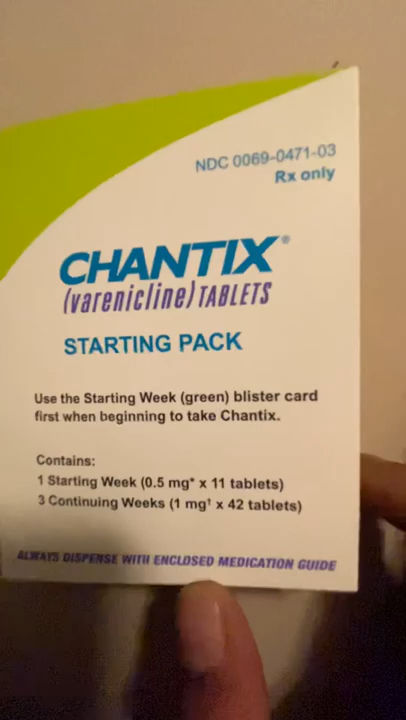 NDC 0069-0471-03
Rx only
CHANTIX®
(varenicline) TABLETS
STARTING PACK
Use the Starting Week (green) blister card
first when beginning to take Chantix.
Contains:
1 Starting Week (0.5 mg* x 11 tablets)
3 Continuing Weeks (1 mg† x 42 tablets)
ALWAYS DISPENSE WITH ENCLOSED MEDICATION GUIDE